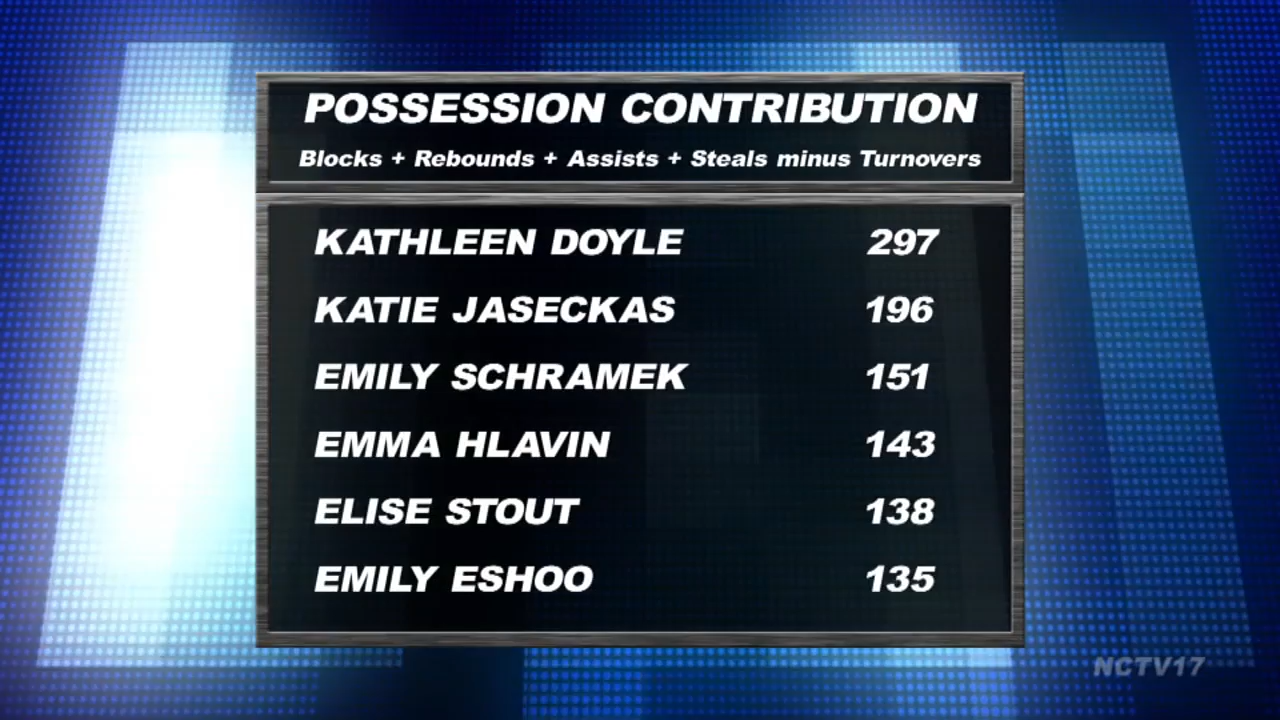 POSSESSION CONTRIBUTION
Blocks + Rebounds + Assists + Steals minus Turnovers
KATHLEEN DOYLE 297
KATIE JASECKAS 196
EMILY SCHRAMEK 151
EMMA HLAVIN 143
ELISE STOUT 138
EMILY ESHOO 135
NCTV17